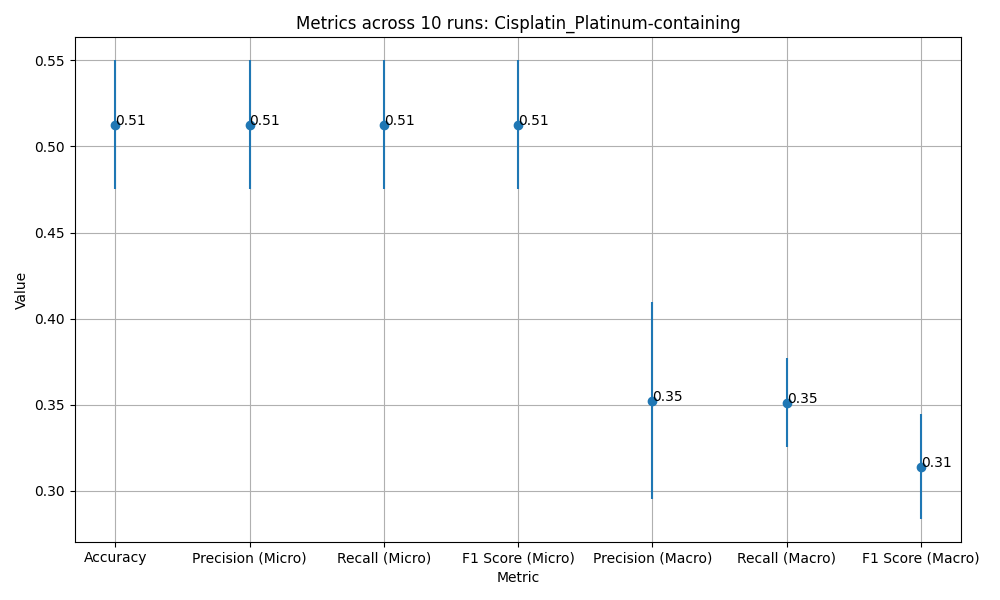 Metrics across 10 runs: Cisplatin_Platinum-containing
Value
0.55
0.50
0.45
0.40
0.35
0.30
0.51
0.51
0.51
0.51
0.35
0.35
0.31
Accuracy
Precision (Micro)
Recall (Micro)
F1 Score (Micro)
Precision (Macro)
Recall (Macro)
F1 Score (Macro)
Metric